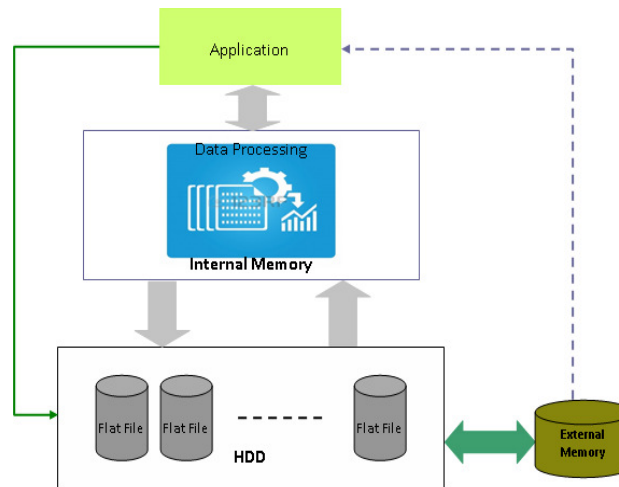 Application
Data Processing
Internal Memory
Flat File
Flat File
Flat File
HDD
External
Memory